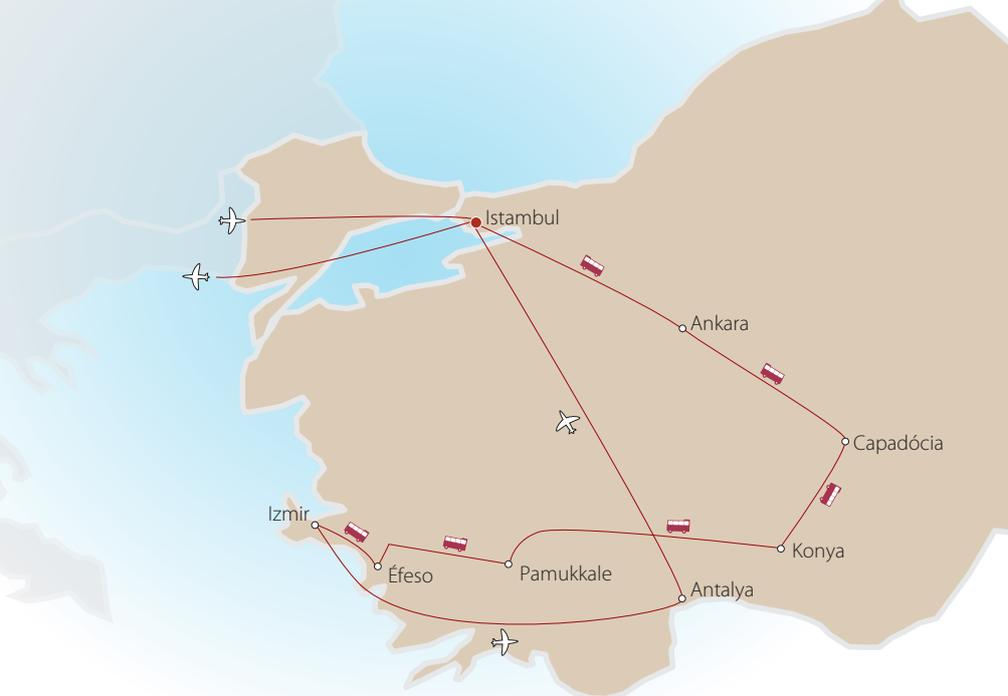 Istambul
Ankara
Capadócia
Izmir
Konya
Éfeso
Pamukkale
Antalya